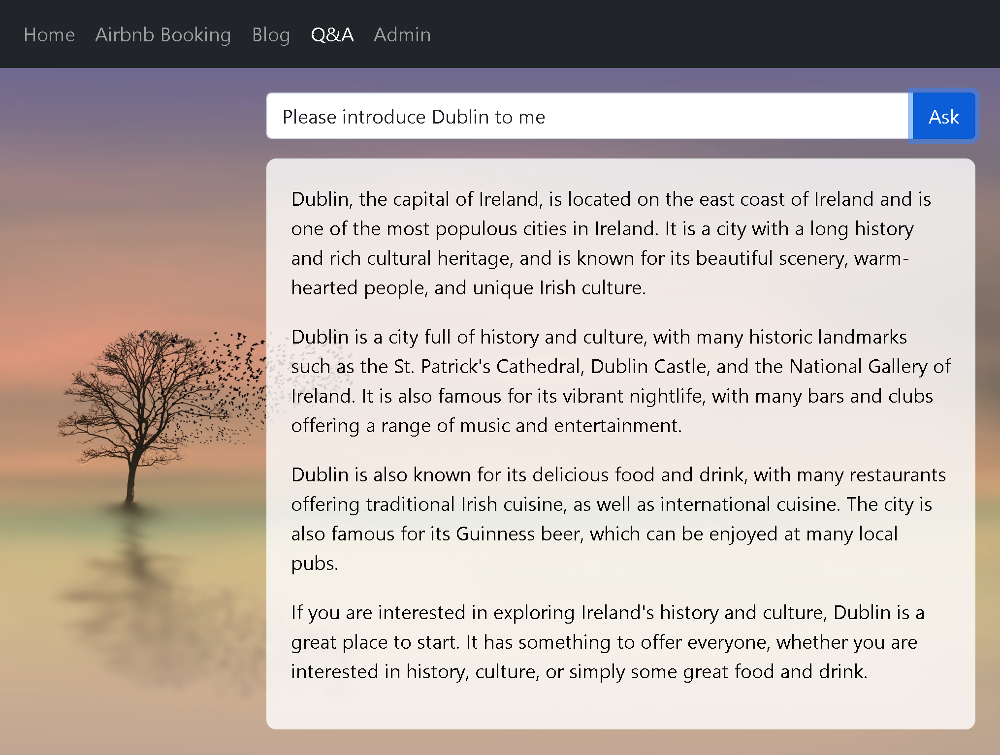 Home Airbnb Booking Blog Q&A Admin
Please introduce Dublin to me
Ask
Dublin, the capital of Ireland, is located on the east coast of Ireland and is
one of the most populous cities in Ireland. It is a city with a long history
and rich cultural heritage, and is known for its beautiful scenery, warm-
hearted people, and unique Irish culture.
Dublin is a city full of history and culture, with many historic landmarks
such as the St. Patrick's Cathedral, Dublin Castle, and the National Gallery of
Ireland. It is also famous for its vibrant nightlife, with many bars and clubs
offering a range of music and entertainment.
Dublin is also known for its delicious food and drink, with many restaurants
offering traditional Irish cuisine, as well as international cuisine. The city is
also famous for its Guinness beer, which can be enjoyed at many local
pubs.
If you are interested in exploring Ireland's history and culture, Dublin is a
great place to start. It has something to offer everyone, whether you are
interested in history, culture, or simply some great food and drink.